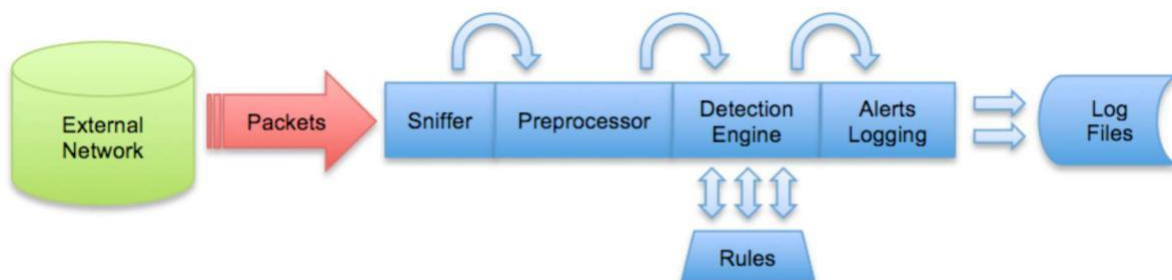 External
Network
Packets
Sniffer
Preprocessor
Detection
Engine
Alerts
Logging
Log
Files
Rules